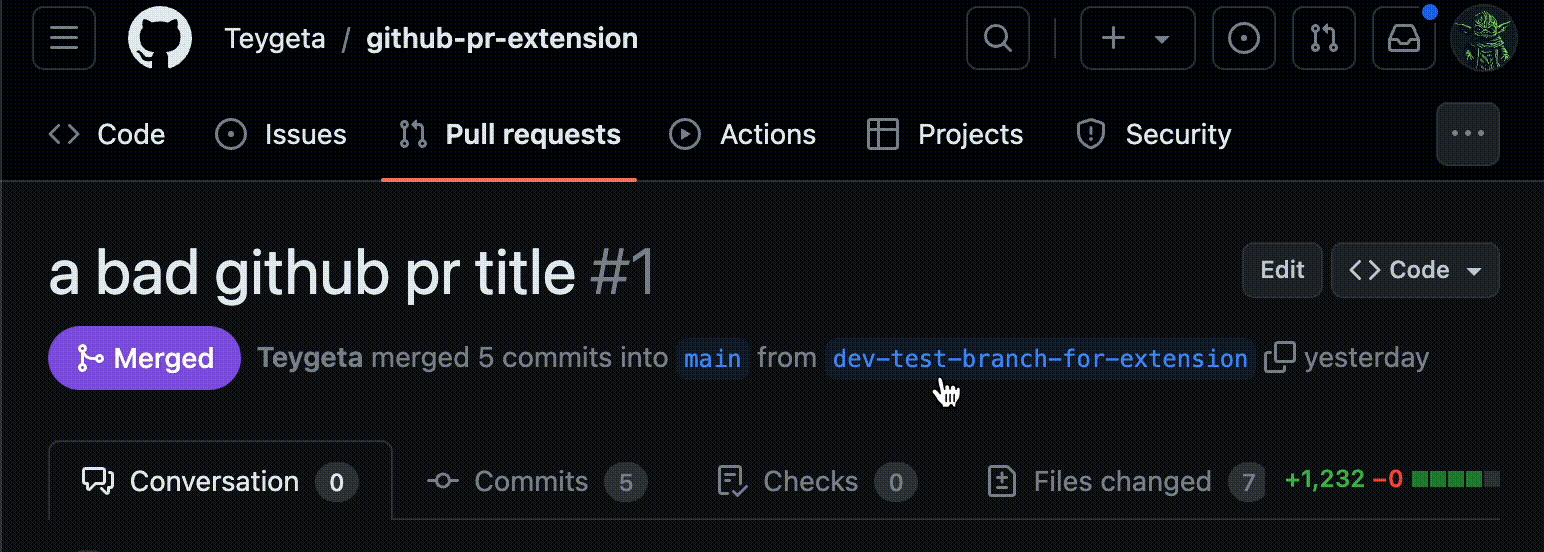 Teygeta / github-pr-extension
Code Issues Pull requests Actions Projects Security
a bad github pr title #1
Edit Code
Merged Teygeta merged 5 commits into main from dev-test-branch-for-extension yesterday
Conversation 0 Commits 5 Checks 0 Files changed 7 +1,232 −0